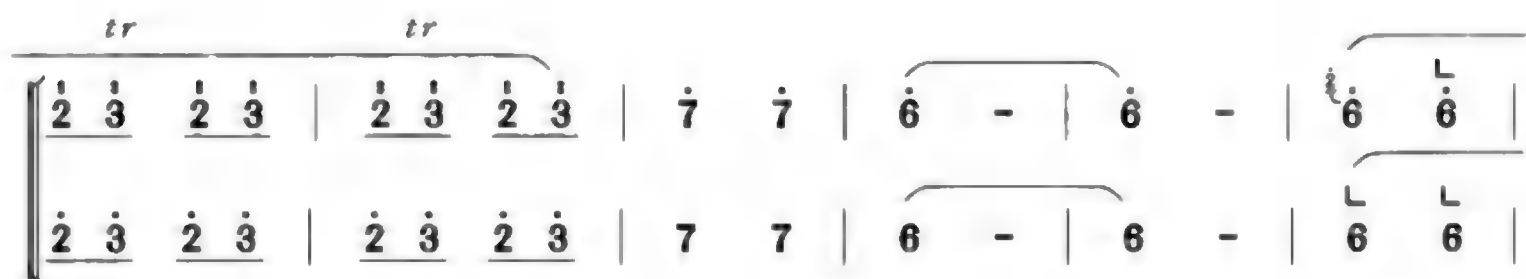 tr tr
2̇ 3̇ 2̇ 3̇ | 2̇ 3̇ 2̇ 3̇ | 7̇ 7̇ | 6̇ - | 6̇ - | 6̇ 6̇ |
2̇ 3̇ 2̇ 3̇ | 2̇ 3̇ 2̇ 3̇ | 7 7 | 6 - | 6 - | 6 6 |